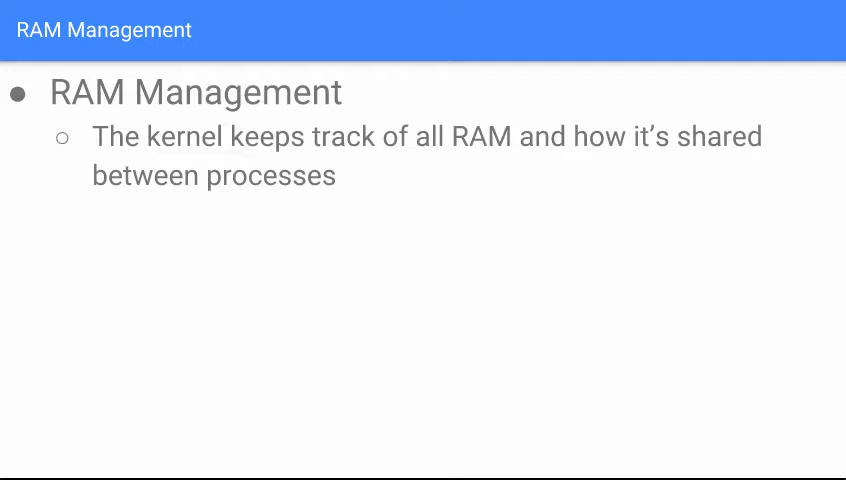 RAM Management
● RAM Management
○ The kernel keeps track of all RAM and how it’s shared
between processes